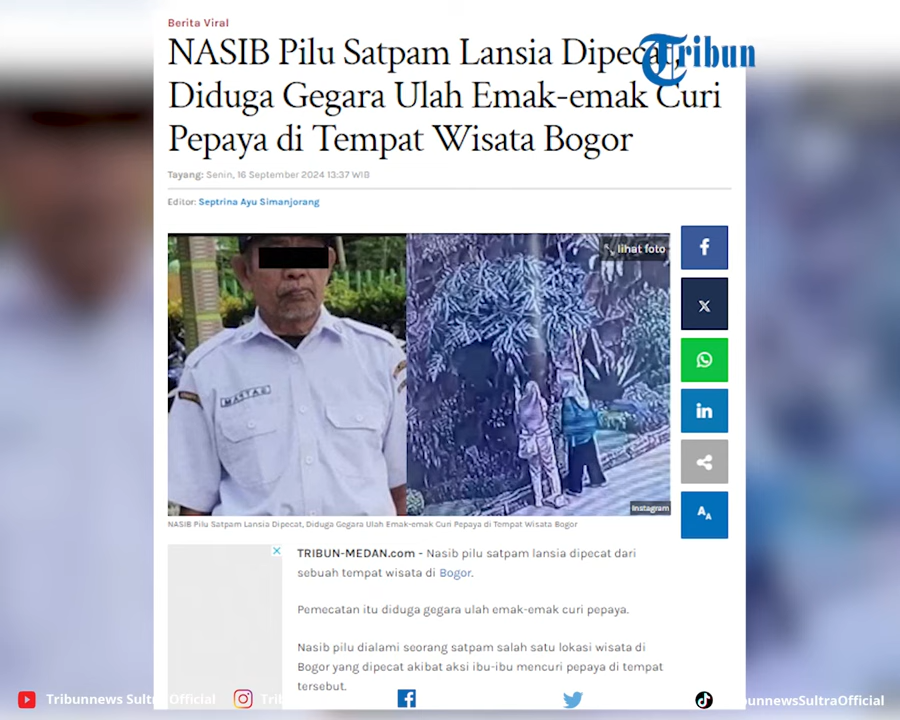 Berita Viral
NASIB Pilu Satpam Lansia Dipecat,
Tribun
Diduga Gegara Ulah Emak-emak Curi
Pepaya di Tempat Wisata Bogor
Tayang: Senin, 16 September 2024 13:37 WIB
Editor: Septrina Ayu Simanjorang
lihat foto
Instagram
NASIB Pilu Satpam Lansia Dipecat, Diduga Gegara Ulah Emak-emak Curi Pepaya di Tempat Wisata Bogor
TRIBUN-MEDAN.com - Nasib pilu satpam lansia dipecat dari
sebuah tempat wisata di Bogor.
Pemecatan itu diduga gegara ulah emak-emak curi pepaya.
Nasib pilu dialami seorang satpam salah satu lokasi wisata di
Bogor yang dipecat akibat aksi ibu-ibu mencuri pepaya di tempat
tersebut.
Tribunnews Sultra Official
TribunnewsSultraOfficial